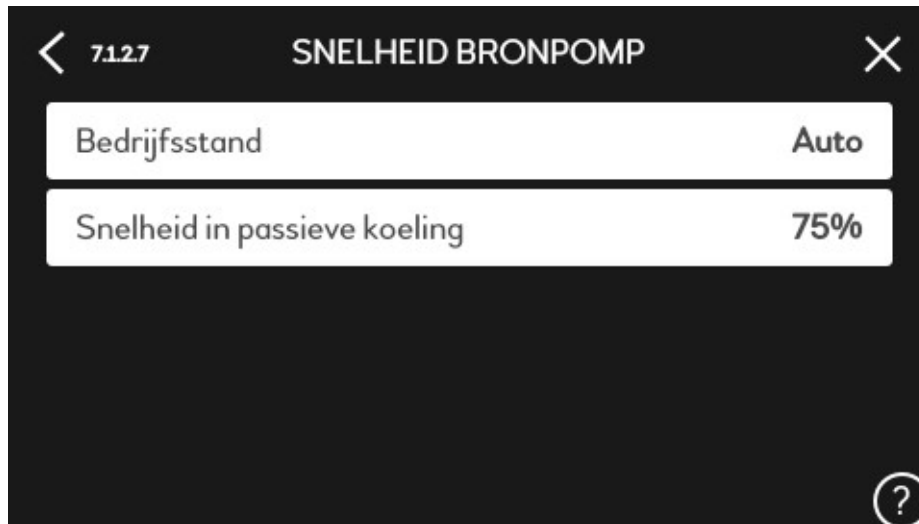 7.1.2.7 SNELHEID BRONPOMP
Bedrijfsstand Auto
Snelheid in passieve koeling 75%
?